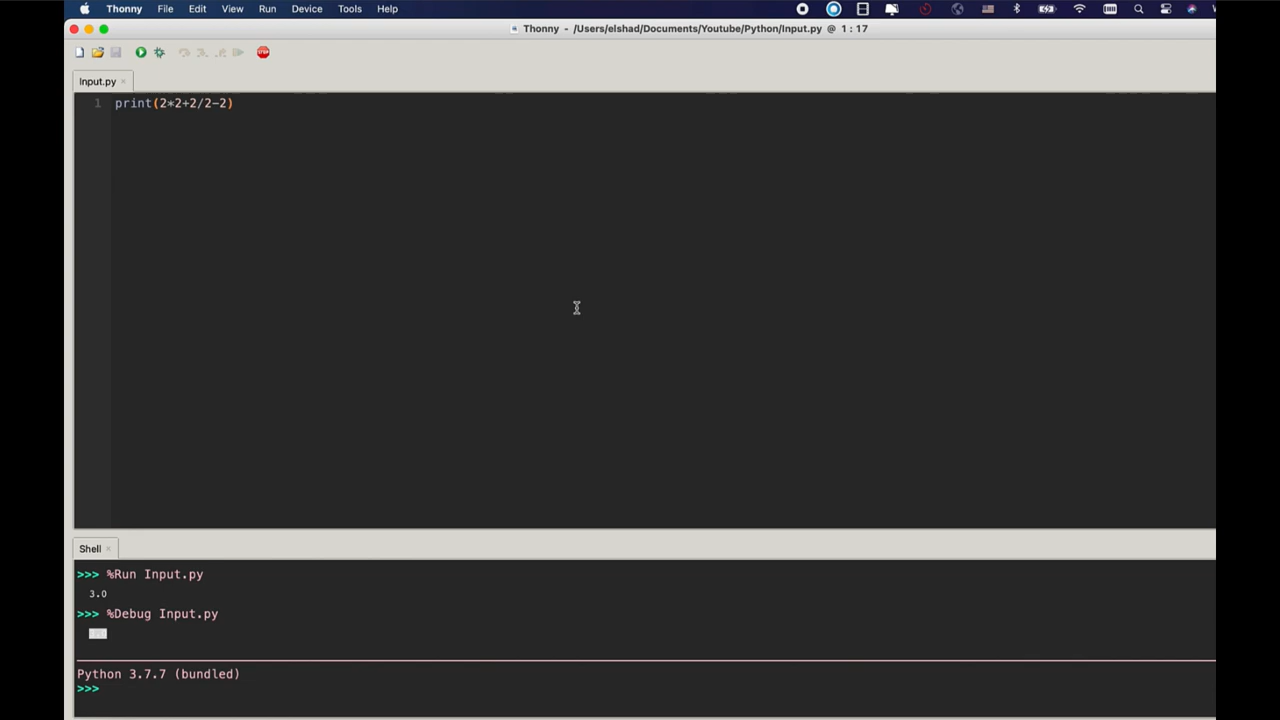 Thonny File Edit View Run Device Tools Help
Thonny - /Users/elshad/Documents/Youtube/Python/Input.py @ 1 : 17
STOP
Input.py
1 print(2*2+2/2-2)
Shell
>>> %Run Input.py
3.0
>>> %Debug Input.py
Python 3.7.7 (bundled)
>>>